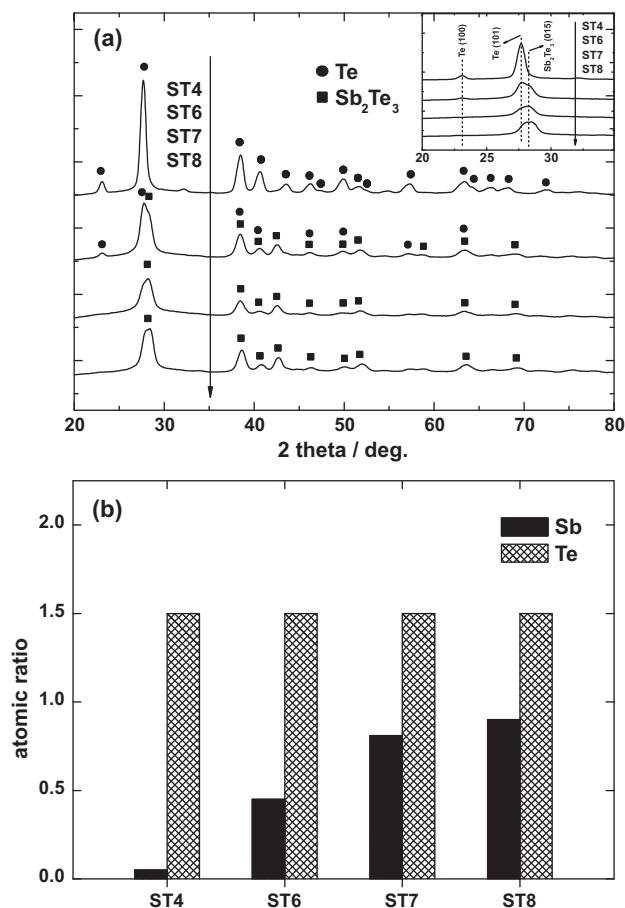 (a)
Te
Sb2Te3
ST4
ST6
ST7
ST8
Te (100)
Te (101)
Sb2Te3 (015)
ST4
ST6
ST7
ST8
20 25 30 35
20 30 40 50 60 70 80
2 theta / deg.
(b)
Sb
Te
2.0
1.5
1.0
0.5
0.0
atomic ratio
ST4 ST6 ST7 ST8